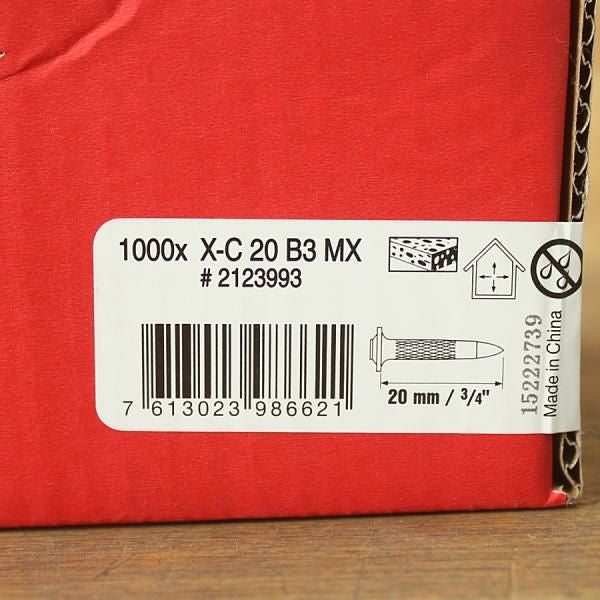 1000x X-C 20 B3 MX
# 2123993
7 613023 986621
20 mm / 3/4"
15222739
Made in China